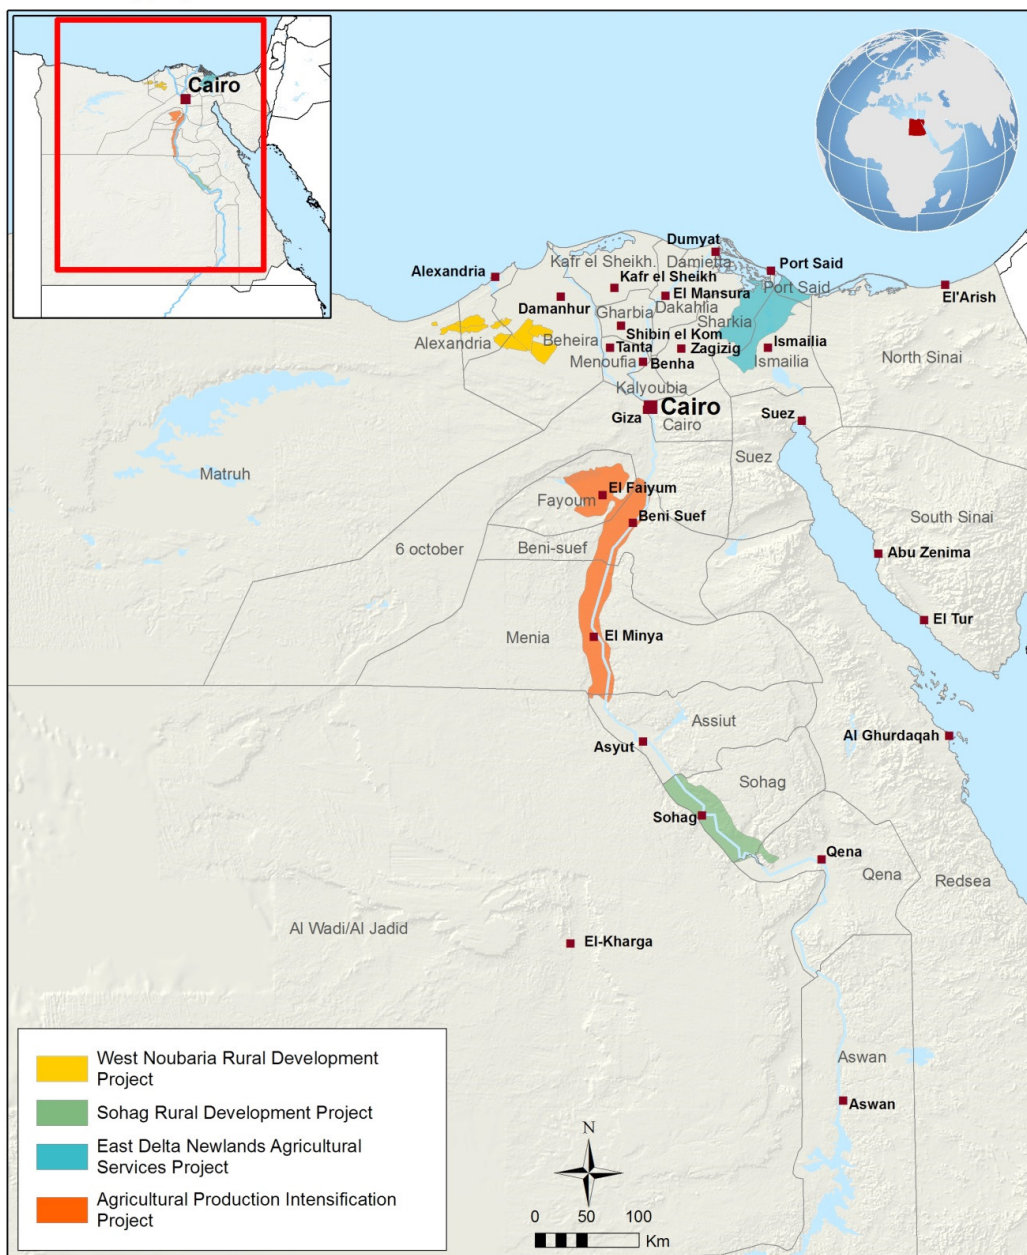 Cairo
Dumyat
Kafr el Sheikh.
Damietta
Port Said
Alexandria
Kafr el Sheikh
Port Said
El'Arish
Damanhur
El Mansura
Dakahlia
Gharbia
Sharkia
Shibin el Kom
Alexandria
Beheira
Tanta
Zagizig
Ismailia
Menoufia
Benha
Ismailia
North Sinai
Kalyoubia
Cairo
Giza
Cairo
Suez
Suez
Matruh
El Faiyum
Fayoum
Beni Suef
South Sinai
6 october
Beni-suef
Abu Zenima
El Tur
Menia
El Minya
Assiut
Asyut
Al Ghurdaqah
Sohag
Sohag
Qena
Qena
Redsea
Al Wadi/Al Jadid
El-Kharga
Aswan
Aswan
West Noubaria Rural Development
Project
Sohag Rural Development Project
East Delta Newlands Agricultural
Services Project
Agricultural Production Intensification
Project
N
0 50 100
Km